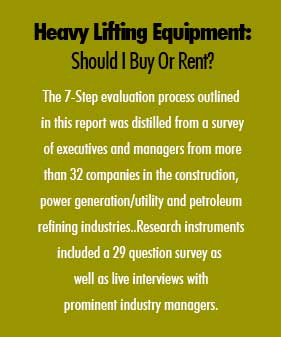 Heavy Lifting Equipment:
Should I Buy Or Rent?
The 7-Step evaluation process outlined
in this report was distilled from a survey
of executives and managers from more
than 32 companies in the construction,
power generation/utility and petroleum
refining industries..Research instruments
included a 29 question survey as
well as live interviews with
prominent industry managers.